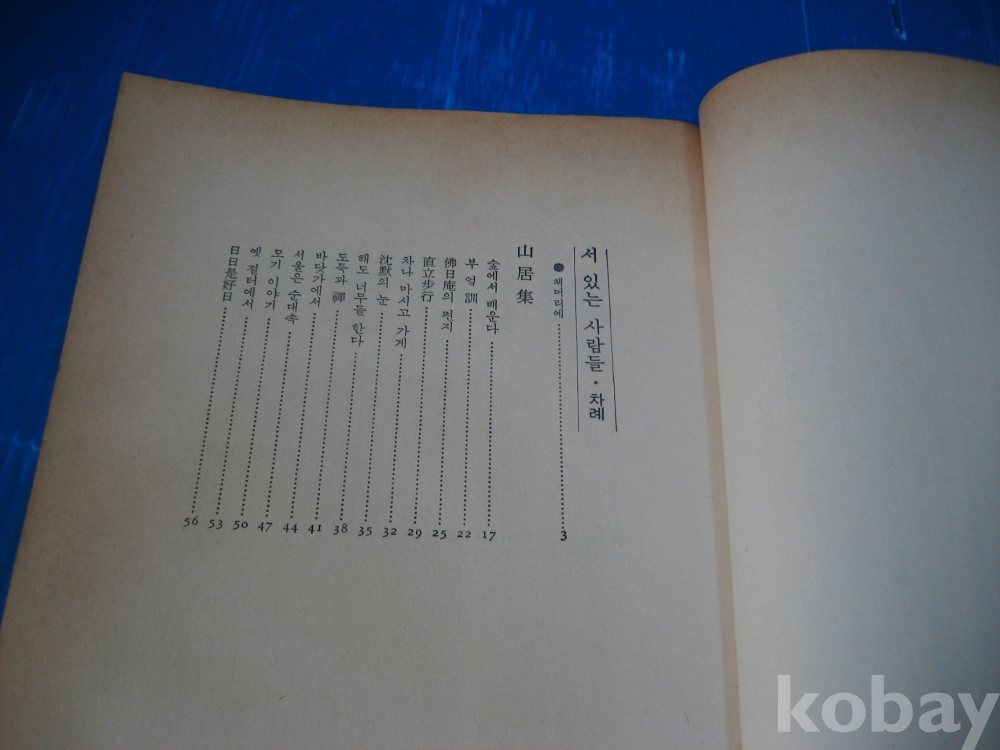 서 있는 사람들 • 차례
● 책머리에 3
山居集
숲에서 배운다 17
부엉訓 22
佛日庵의 편지 25
直立步行 29
차나 마시고 가게 32
沈默의 눈 35
해도 너무들 한다 38
도둑과 禪 41
바닷가에서 44
서울은 순대속 47
모기 이야기 50
옛 절터에서 53
日日是好日 56
kobay